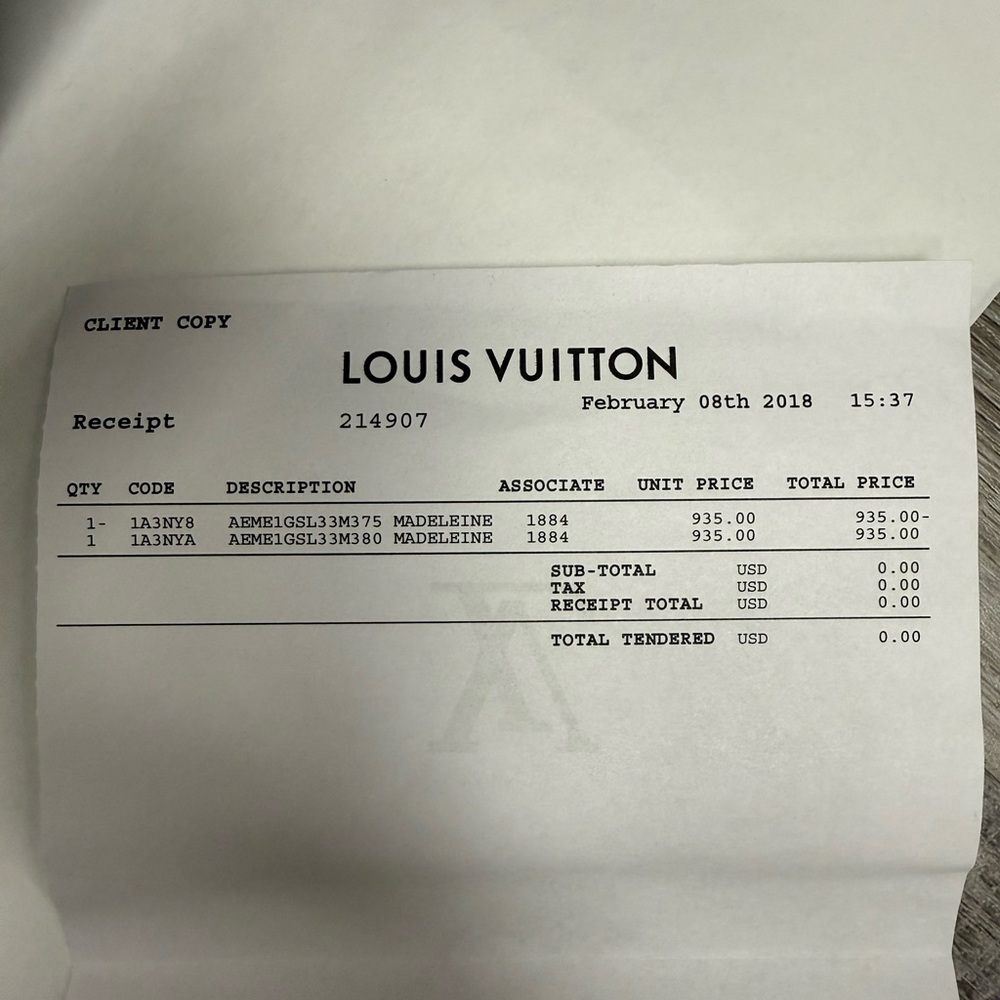 CLIENT COPY
LOUIS VUITTON
February 08th 2018 15:37
Receipt 214907
QTY CODE DESCRIPTION ASSOCIATE UNIT PRICE TOTAL PRICE
1- 1A3NY8 AEME1GSL33M375 MADELEINE 1884 935.00 935.00-
1 1A3NYA AEME1GSL33M380 MADELEINE 1884 935.00 935.00
SUB-TOTAL USD 0.00
TAX USD 0.00
RECEIPT TOTAL USD 0.00
TOTAL TENDERED USD 0.00